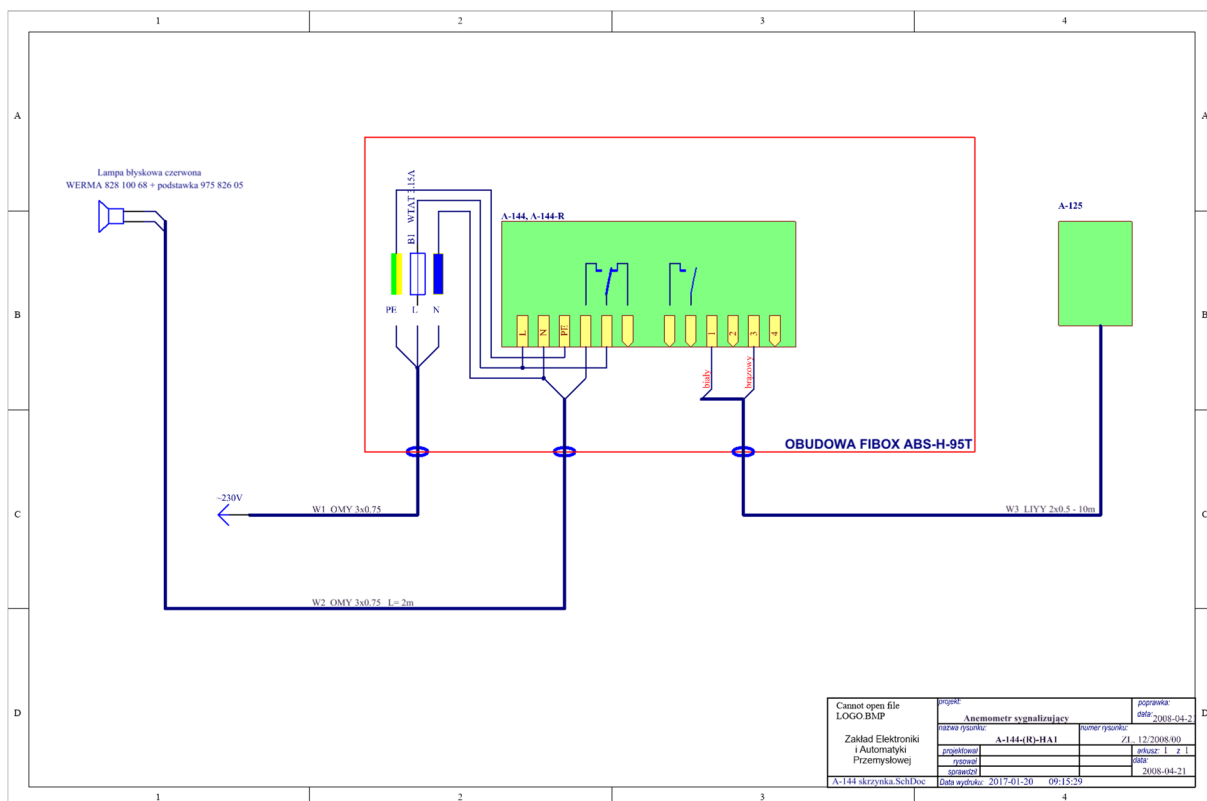 1 2 3 4
A A
Lampa błyskowa czerwona
WERMA 828 100 68 + podstawka 975 826 05
B1 WTAT 3.15A
A-144, A-144-R
A-125
B B
PE L N
L N PE 1 2 3 4
biały brązowy
OBUDOWA FIBOX ABS-H-95T
~230V
C C
W1 OMY 3x0.75
W3 LIYY 2x0.5 - 10m
W2 OMY 3x0.75 L= 2m
D D
Cannot open file
LOGO.BMP
Zakład Elektroniki
i Automatyki
Przemysłowej
A-144 skrzynka.SchDoc
projekt:
Anemometr sygnalizujący
poprawka:
data: 2008-04-2
nazwa rysunku:
A-144-(R)-HA1
numer rysunku:
ZL. 12/2008/00
projektował
arkusz: 1 z 1
rysował
data:
sprawdził
2008-04-21
Data wydruku: 2017-01-20 09:15:29
1 2 3 4